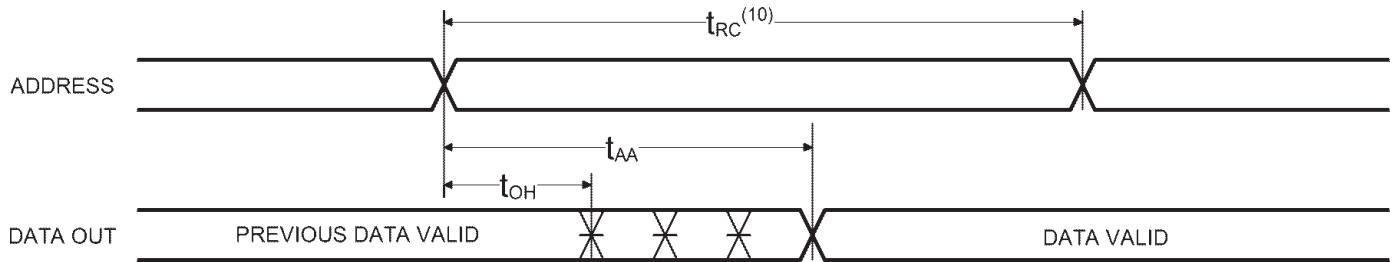 tRC(10)
ADDRESS
tAA
tOH
DATA OUT PREVIOUS DATA VALID DATA VALID